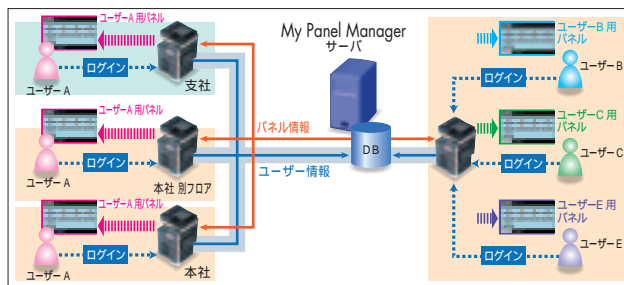 ユーザーA 用パネル
ログイン
ユーザーA
支社
ユーザーA 用パネル
ログイン
ユーザーA
本社 別フロア
ユーザーA 用パネル
ログイン
ユーザーA
本社
My Panel Manager
サーバ
パネル情報
DB
ユーザー情報
ユーザーB 用
パネル
ログイン
ユーザーB
ユーザーC 用
パネル
ログイン
ユーザーC
ユーザーE 用
パネル
ログイン
ユーザーE